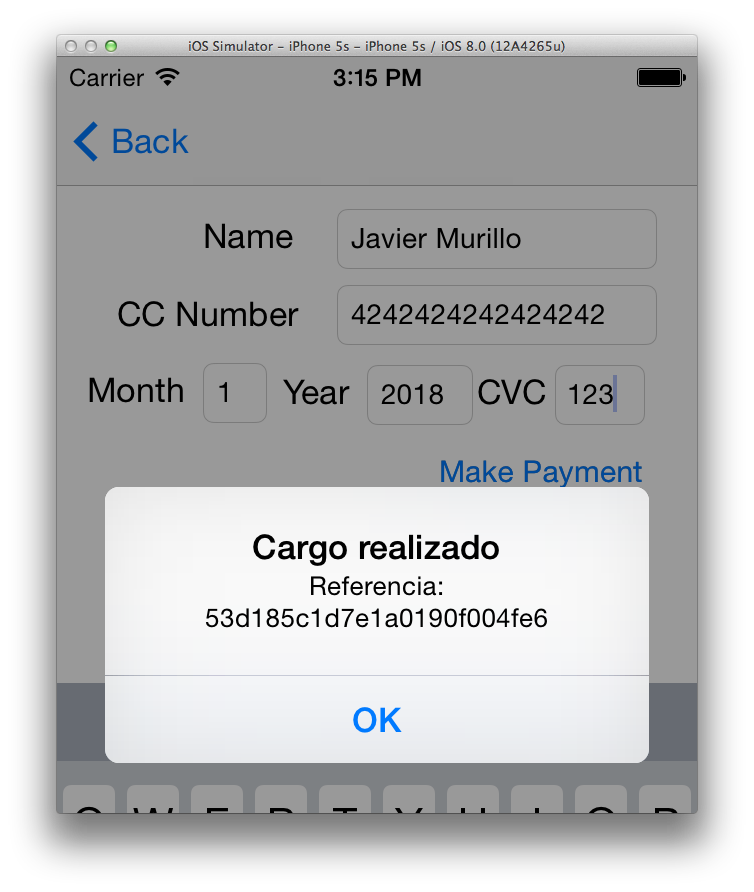 iOS Simulator - iPhone 5s - iPhone 5s / iOS 8.0 (12A4265u)
Carrier 3:15 PM
Back
Name Javier Murillo
CC Number 4242424242424242
Month 1 Year 2018 CVC 123
Make Payment
Cargo realizado
Referencia:
53d185c1d7e1a0190f004fe6
OK
Q W E R T Y U I O P